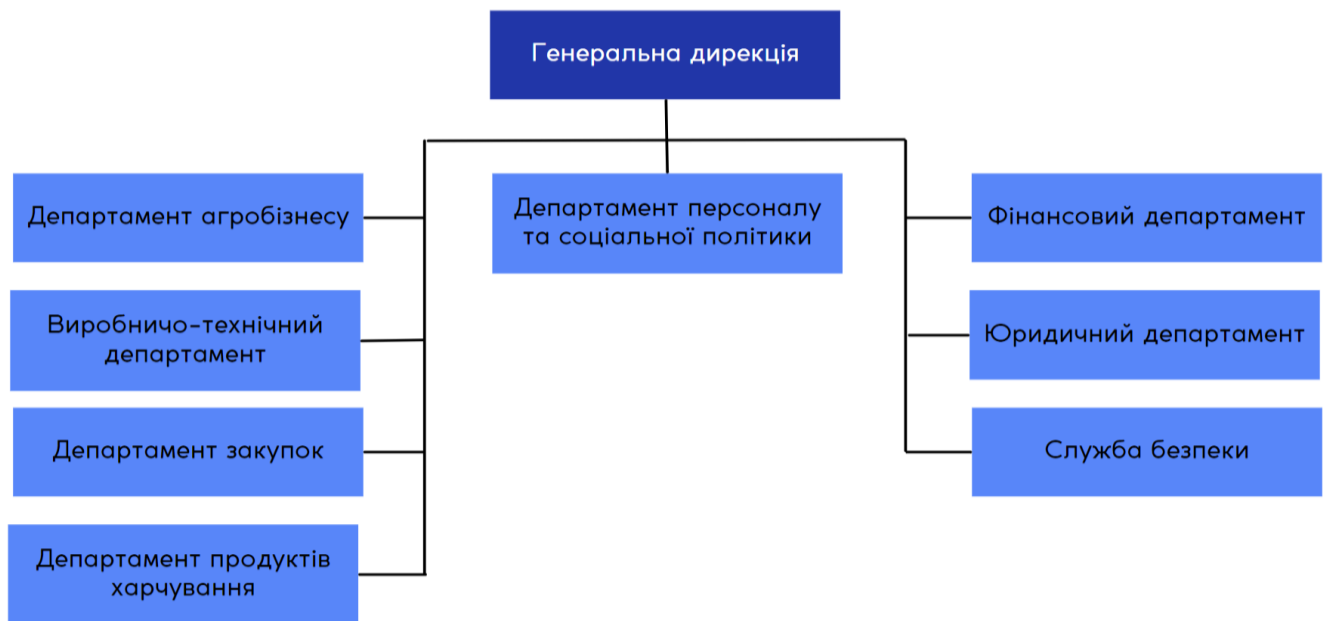 Генеральна дирекція
Департамент агробізнесу
Департамент персоналу
та соціальної політики
Фінансовий департамент
Виробничо-технічний
департамент
Юридичний департамент
Департамент закупок
Служба безпеки
Департамент продуктів
харчування